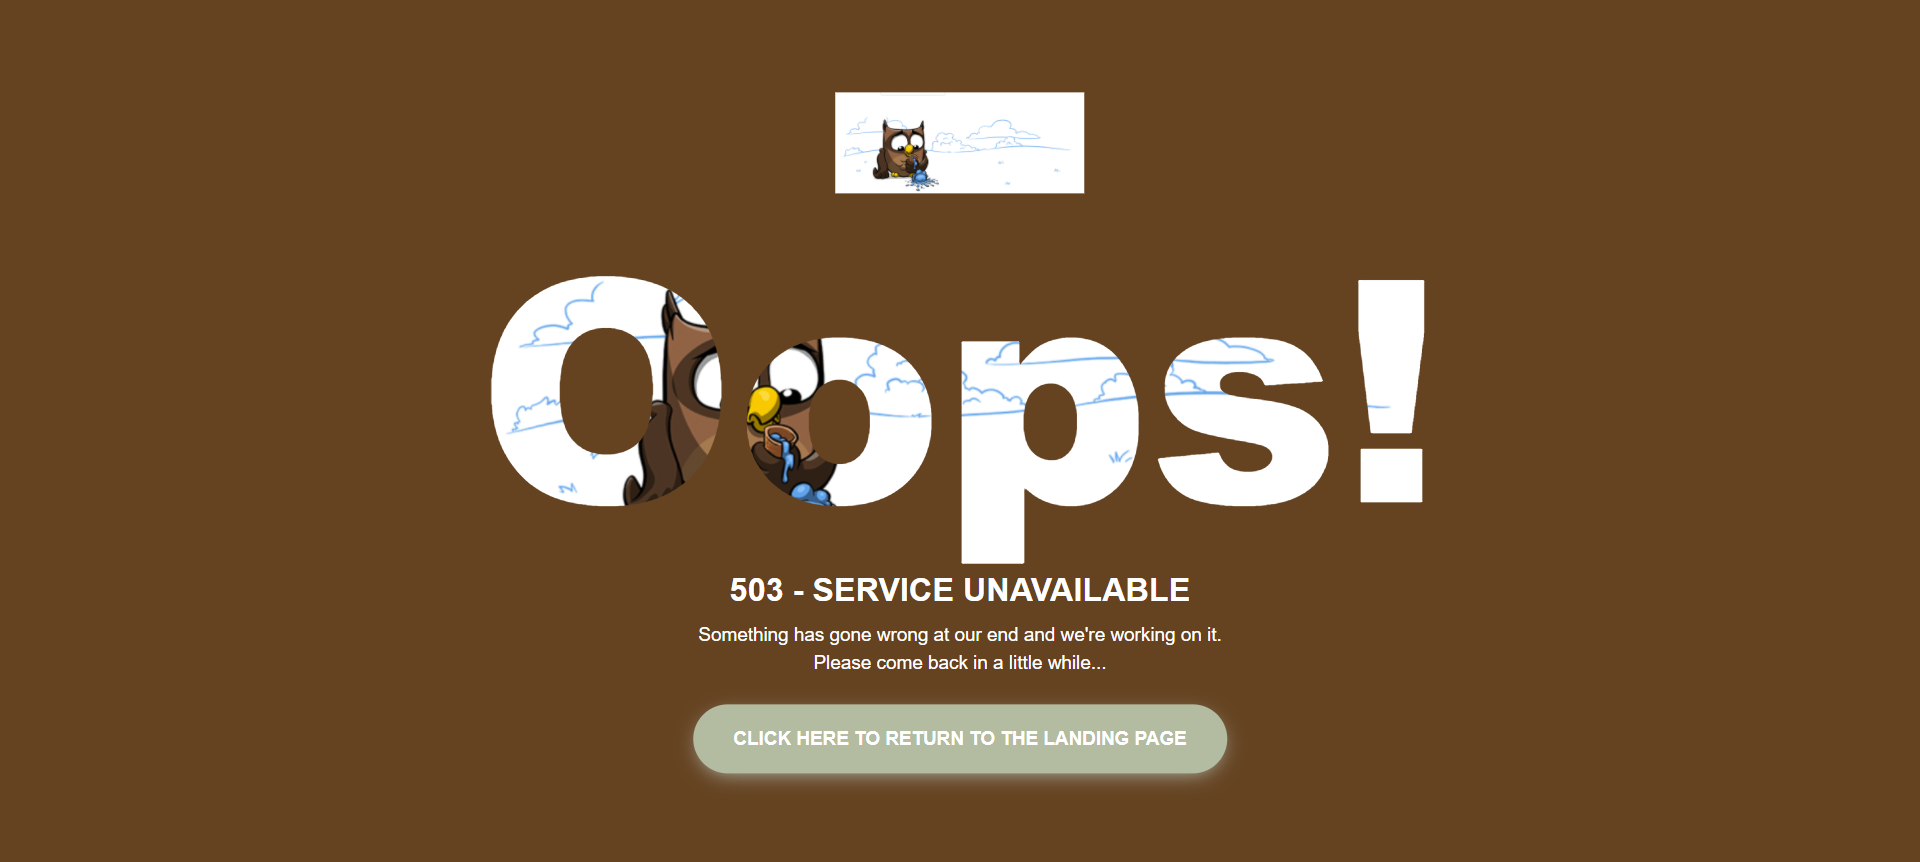 Oops!
503 - SERVICE UNAVAILABLE
Something has gone wrong at our end and we're working on it.
Please come back in a little while...
CLICK HERE TO RETURN TO THE LANDING PAGE